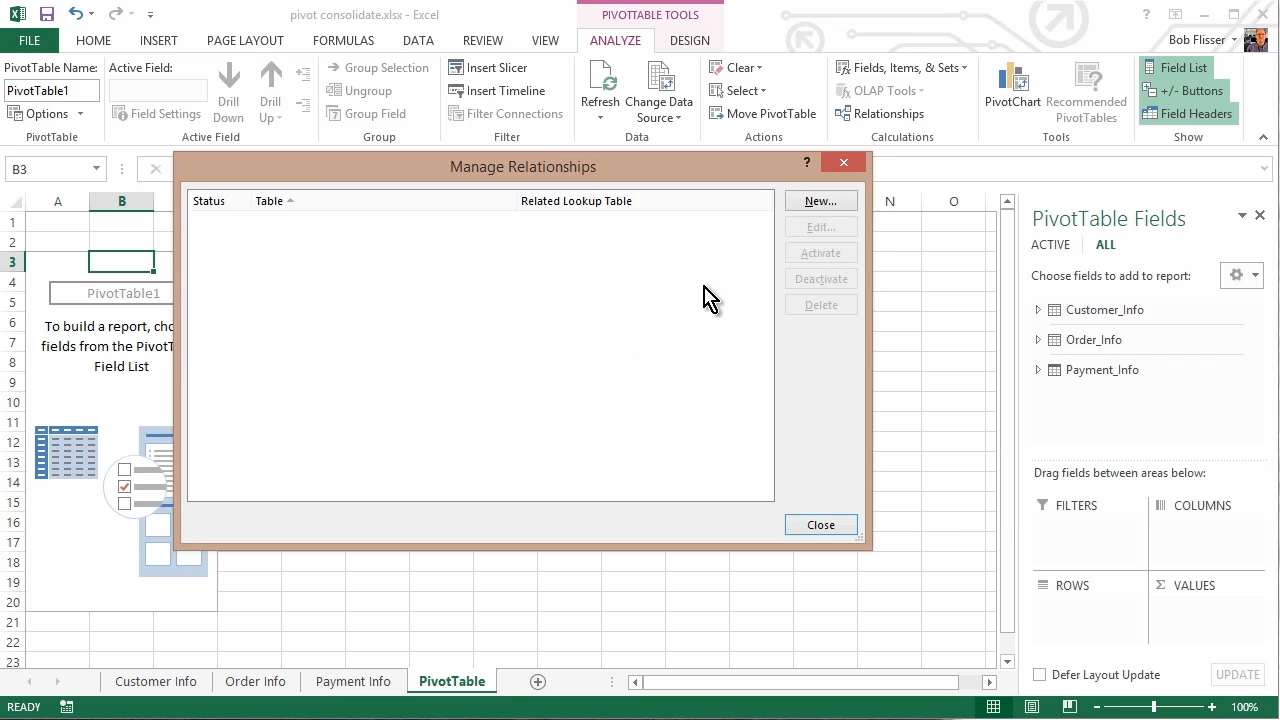 pivot consolidate.xlsx - Excel
PIVOTTABLE TOOLS
?
FILE
HOME
INSERT
PAGE LAYOUT
FORMULAS
DATA
REVIEW
VIEW
ANALYZE
DESIGN
Bob Flisser
PivotTable Name:
PivotTable1
Options
PivotTable
Active Field:
Field Settings
Drill Down
Drill Up
Active Field
Group Selection
Ungroup
Group Field
Group
Insert Slicer
Insert Timeline
Filter Connections
Filter
Refresh
Change Data Source
Data
Clear
Select
Move PivotTable
Actions
Fields, Items, & Sets
OLAP Tools
Relationships
Calculations
PivotChart
Recommended PivotTables
Tools
Field List
+/- Buttons
Field Headers
Show
B3
Manage Relationships
?
Status
Table
Related Lookup Table
New...
Edit...
Activate
Deactivate
Delete
Close
A
B
N
O
1
2
3
4
5
6
7
8
9
10
11
12
13
14
15
16
17
18
19
20
21
22
23
PivotTable1
To build a report, cho
fields from the PivotT
Field List
PivotTable Fields
ACTIVE
ALL
Choose fields to add to report:
Customer_Info
Order_Info
Payment_Info
Drag fields between areas below:
FILTERS
COLUMNS
ROWS
Σ VALUES
Defer Layout Update
UPDATE
Customer Info
Order Info
Payment Info
PivotTable
READY
100%